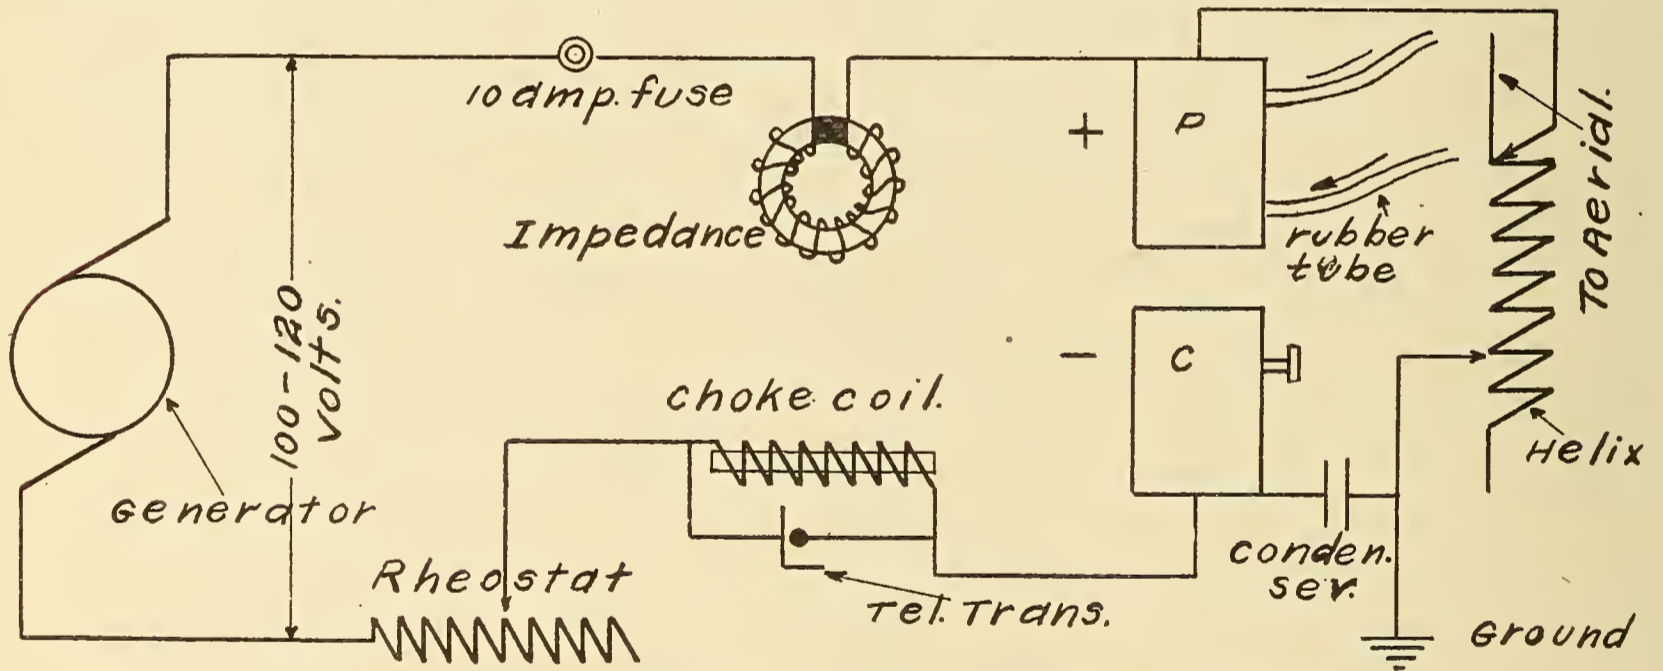 10 amp. fuse
P
+
Impedance
rubber
tube
To Aerial.
100-120
volts.
-
C
choke coil.
Generator
Helix
Rheostat
Tel. Trans.
conden.
ser.
Ground